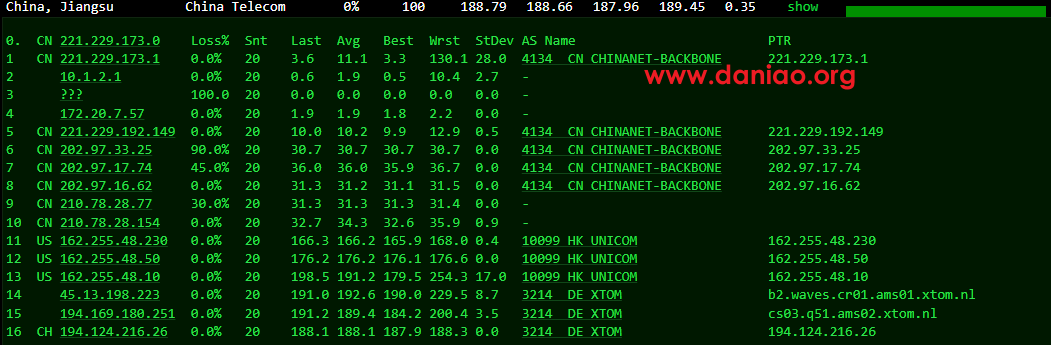 China, Jiangsu China Telecom 0% 100 188.79 188.66 187.96 189.45 0.35 show
0. CN 221.229.173.0 Loss% Snt Last Avg Best Wrst StDev AS Name PTR
1 CN 221.229.173.1 0.0% 20 3.6 11.1 3.3 130.1 28.0 4134 CN CHINANET-BACKBONE 221.229.173.1
2 10.1.2.1 0.0% 20 0.6 1.9 0.5 10.4 2.7 -
www.daniao.org
3 ??? 100.0 20 0.0 0.0 0.0 0.0 0.0 -
4 172.20.7.57 0.0% 20 1.9 1.9 1.8 2.2 0.0 -
5 CN 221.229.192.149 0.0% 20 10.0 10.2 9.9 12.9 0.5 4134 CN CHINANET-BACKBONE 221.229.192.149
6 CN 202.97.33.25 90.0% 20 30.7 30.7 30.7 30.7 0.0 4134 CN CHINANET-BACKBONE 202.97.33.25
7 CN 202.97.17.74 45.0% 20 36.0 36.0 35.9 36.7 0.0 4134 CN CHINANET-BACKBONE 202.97.17.74
8 CN 202.97.16.62 0.0% 20 31.3 31.2 31.1 31.5 0.0 4134 CN CHINANET-BACKBONE 202.97.16.62
9 CN 210.78.28.77 30.0% 20 31.3 31.3 31.3 31.4 0.0 -
10 CN 210.78.28.154 0.0% 20 32.7 34.3 32.6 35.9 0.9 -
11 US 162.255.48.230 0.0% 20 166.3 166.2 165.9 168.0 0.4 10099 HK UNICOM 162.255.48.230
12 US 162.255.48.50 0.0% 20 176.2 176.2 176.1 176.6 0.0 10099 HK UNICOM 162.255.48.50
13 US 162.255.48.10 0.0% 20 198.5 191.2 179.5 254.3 17.0 10099 HK UNICOM 162.255.48.10
14 45.13.198.223 0.0% 20 191.0 192.6 190.0 229.5 8.7 3214 DE XTOM b2.waves.cr01.ams01.xtom.nl
15 194.169.180.251 0.0% 20 191.2 189.4 184.2 200.4 3.5 3214 DE XTOM cs03.q51.ams02.xtom.nl
16 CH 194.124.216.26 0.0% 20 188.1 188.1 187.9 188.3 0.0 3214 DE XTOM 194.124.216.26